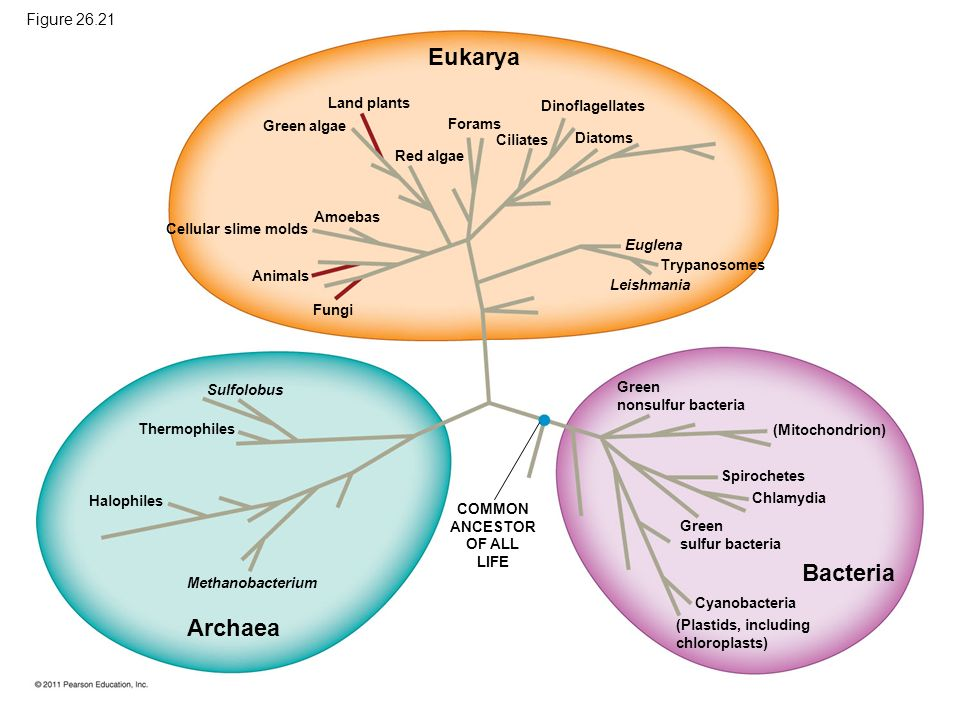 Figure 26.21
Eukarya
Land plants
Dinoflagellates
Green algae
Forams
Ciliates
Diatoms
Red algae
Amoebas
Cellular slime molds
Euglena
Trypanosomes
Animals
Leishmania
Fungi
Sulfolobus
Thermophiles
Halophiles
Methanobacterium
Archaea
COMMON
ANCESTOR
OF ALL
LIFE
Green
nonsulfur bacteria
(Mitochondrion)
Spirochetes
Chlamydia
Green
sulfur bacteria
Bacteria
Cyanobacteria
(Plastids, including
chloroplasts)
© 2011 Pearson Education, Inc.